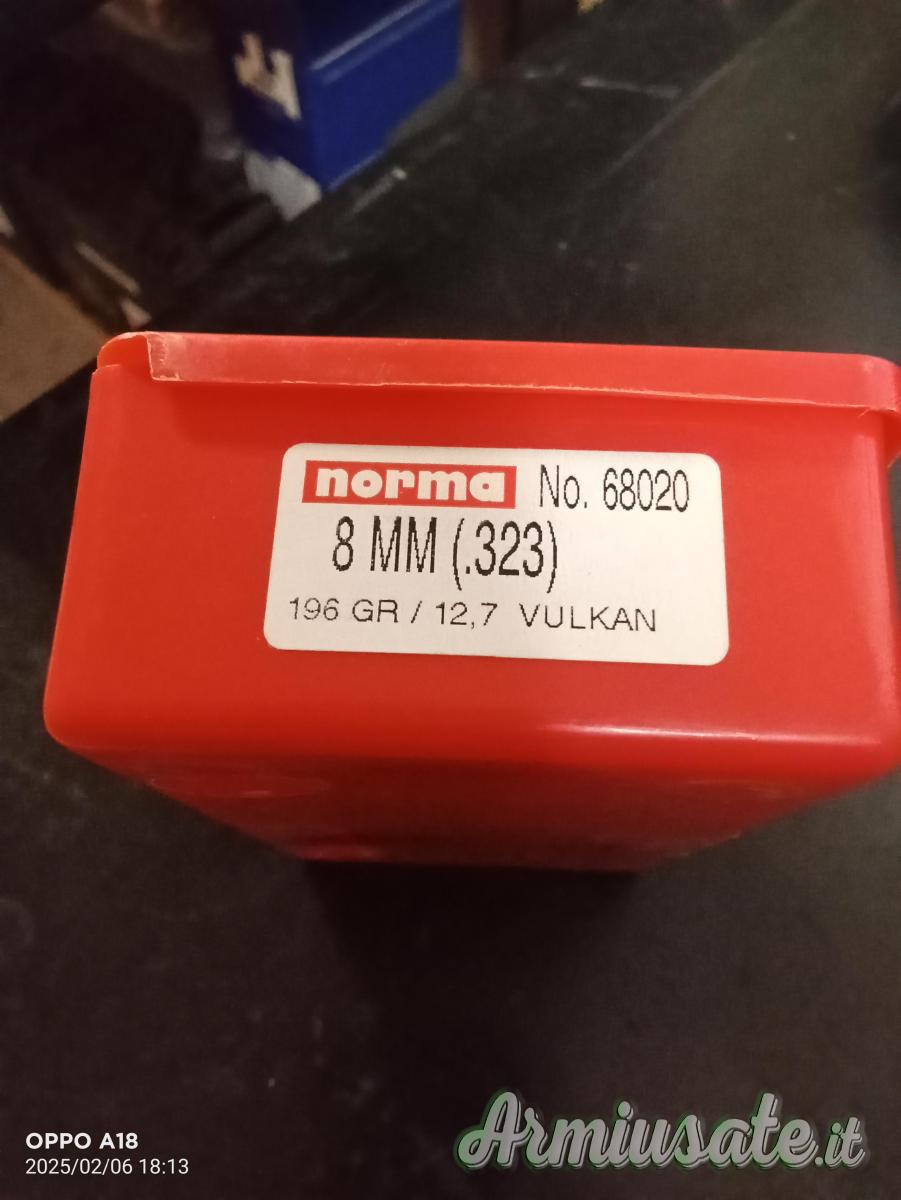 norma No. 68020
8 MM (.323)
196 GR / 12,7 VULKAN
OPPO A18
2025/02/06 18:13
Armiusate.it